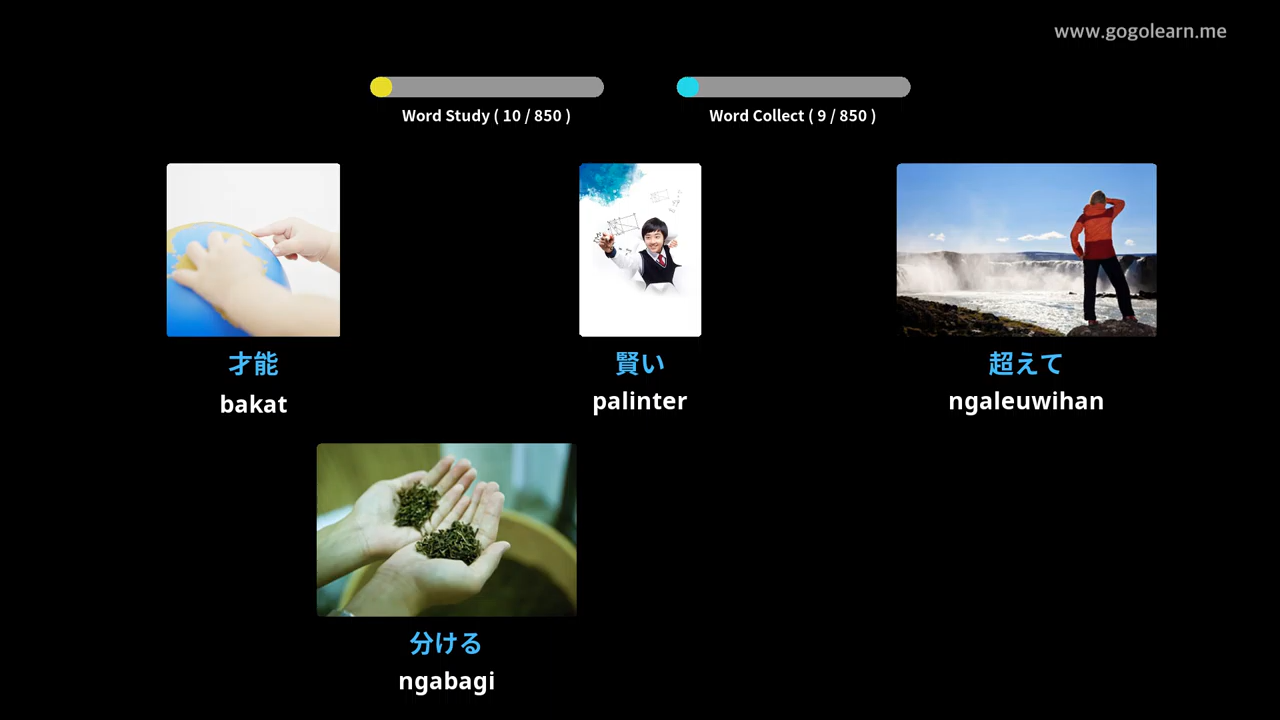 www.gogolearn.me
Word Study ( 10 / 850 )
Word Collect ( 9 / 850 )
才能
bakat
賢い
palinter
超えて
ngaleuwihan
分ける
ngabagi